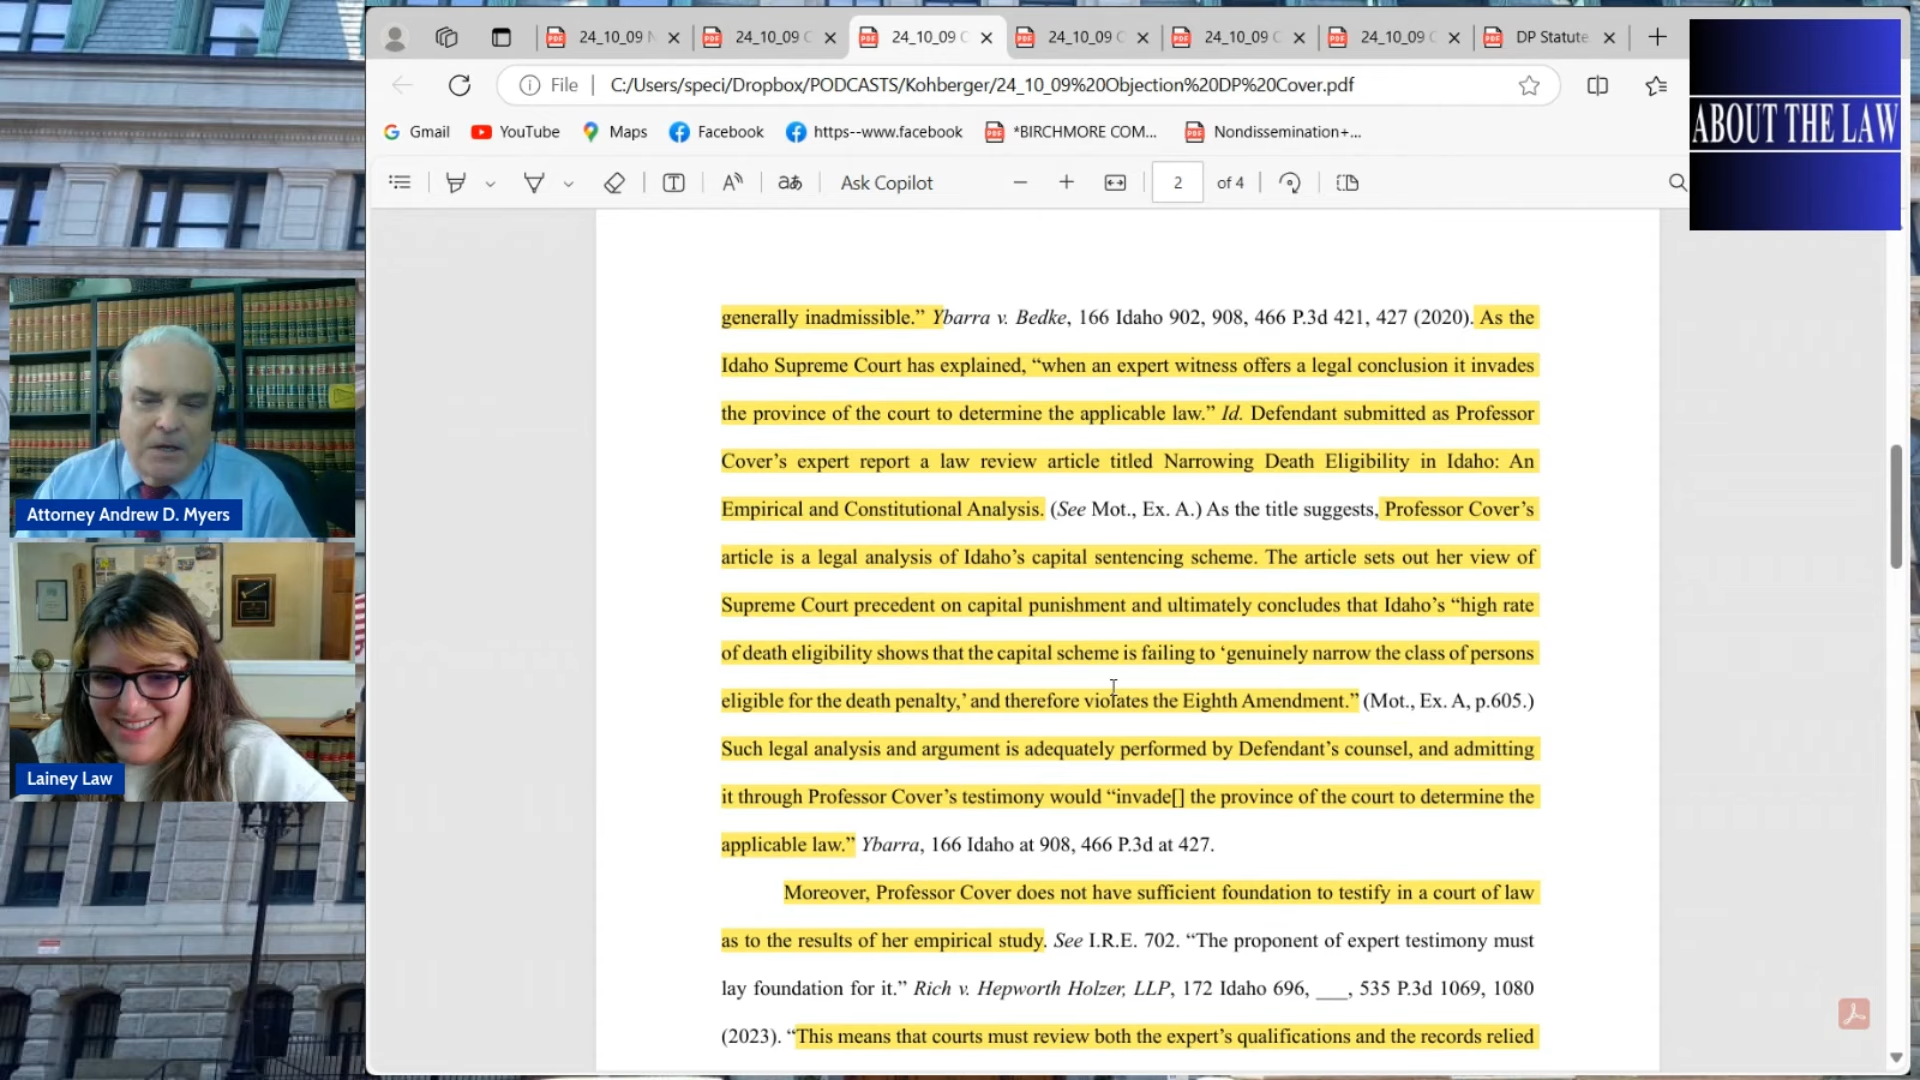 24_10_09 N
24_10_09 C
24_10_09 C
24_10_09 C
24_10_09 C
24_10_09 C
DP Statute
File
C:/Users/speci/Dropbox/PODCASTS/Kohberger/24_10_09%20Objection%20DP%20Cover.pdf
Gmail
YouTube
Maps
Facebook
https--www.facebook
*BIRCHMORE COM...
Nondissemination+...
Ask Copilot
2
of 4
ABOUT THE LAW
generally inadmissible.” Ybarra v. Bedke, 166 Idaho 902, 908, 466 P.3d 421, 427 (2020). As the
Idaho Supreme Court has explained, “when an expert witness offers a legal conclusion it invades
the province of the court to determine the applicable law.” Id. Defendant submitted as Professor
Cover’s expert report a law review article titled Narrowing Death Eligibility in Idaho: An
Empirical and Constitutional Analysis. (See Mot., Ex. A.) As the title suggests, Professor Cover’s
article is a legal analysis of Idaho’s capital sentencing scheme. The article sets out her view of
Supreme Court precedent on capital punishment and ultimately concludes that Idaho’s “high rate
of death eligibility shows that the capital scheme is failing to ‘genuinely narrow the class of persons
eligible for the death penalty,’ and therefore violates the Eighth Amendment.” (Mot., Ex. A, p.605.)
Such legal analysis and argument is adequately performed by Defendant’s counsel, and admitting
it through Professor Cover’s testimony would “invade[] the province of the court to determine the
applicable law.” Ybarra, 166 Idaho at 908, 466 P.3d at 427.
Moreover, Professor Cover does not have sufficient foundation to testify in a court of law
as to the results of her empirical study. See I.R.E. 702. “The proponent of expert testimony must
lay foundation for it.” Rich v. Hepworth Holzer, LLP, 172 Idaho 696, ___, 535 P.3d 1069, 1080
(2023). “This means that courts must review both the expert’s qualifications and the records relied
Attorney Andrew D. Myers
Lainey Law